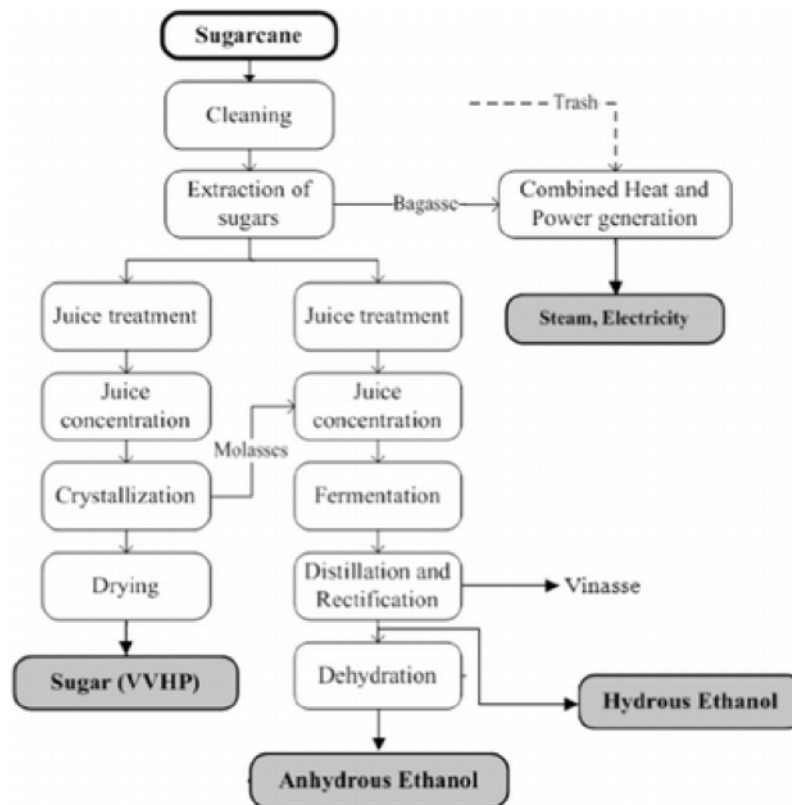 Sugarcane
Cleaning
Trash
Extraction of
sugars
Bagasse
Combined Heat and
Power generation
Juice treatment
Juice treatment
Steam, Electricity
Juice
concentration
Juice
concentration
Molasses
Crystallization
Fermentation
Drying
Distillation and
Rectification
Vinasse
Sugar (VVHP)
Dehydration
Hydrous Ethanol
Anhydrous Ethanol